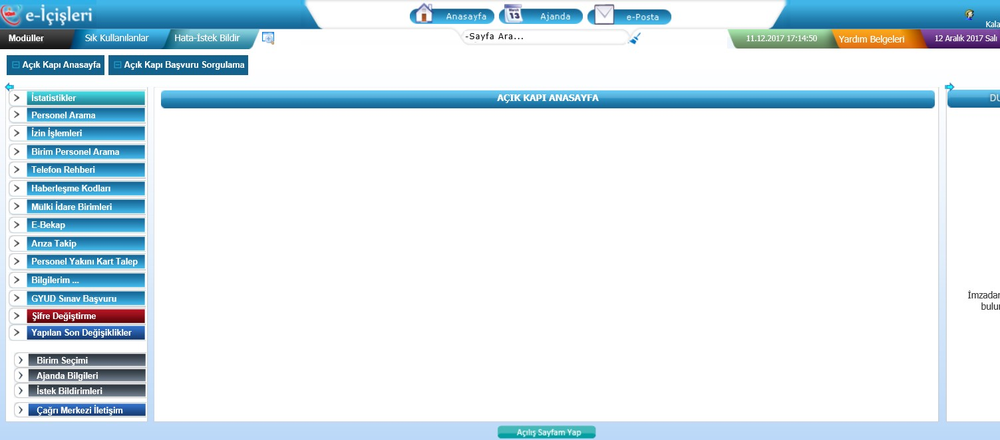 e-İçişleri
Anasayfa
13
Ajanda
e-Posta
Kala
Modüller
Sık Kullanılanlar
Hata-İstek Bildir
-Sayfa Ara...
11.12.2017 17:14:50
Yardım Belgeleri
12 Aralık 2017 Salı
Açık Kapı Anasayfa
Açık Kapı Başvuru Sorgulama
İstatistikler
Personel Arama
İzin İşlemleri
Birim Personel Arama
Telefon Rehberi
Haberleşme Kodları
Mülki İdare Birimleri
E-Bekap
Arıza Takip
Personel Yakını Kart Talep
Bilgilerim ...
GYUD Sınav Başvuru
Şifre Değiştirme
Yapılan Son Değişiklikler
Birim Seçimi
Ajanda Bilgileri
İstek Bildirimleri
Çağrı Merkezi İletişim
AÇIK KAPI ANASAYFA
DU
İmzadan
bulun
Açılış Sayfam Yap